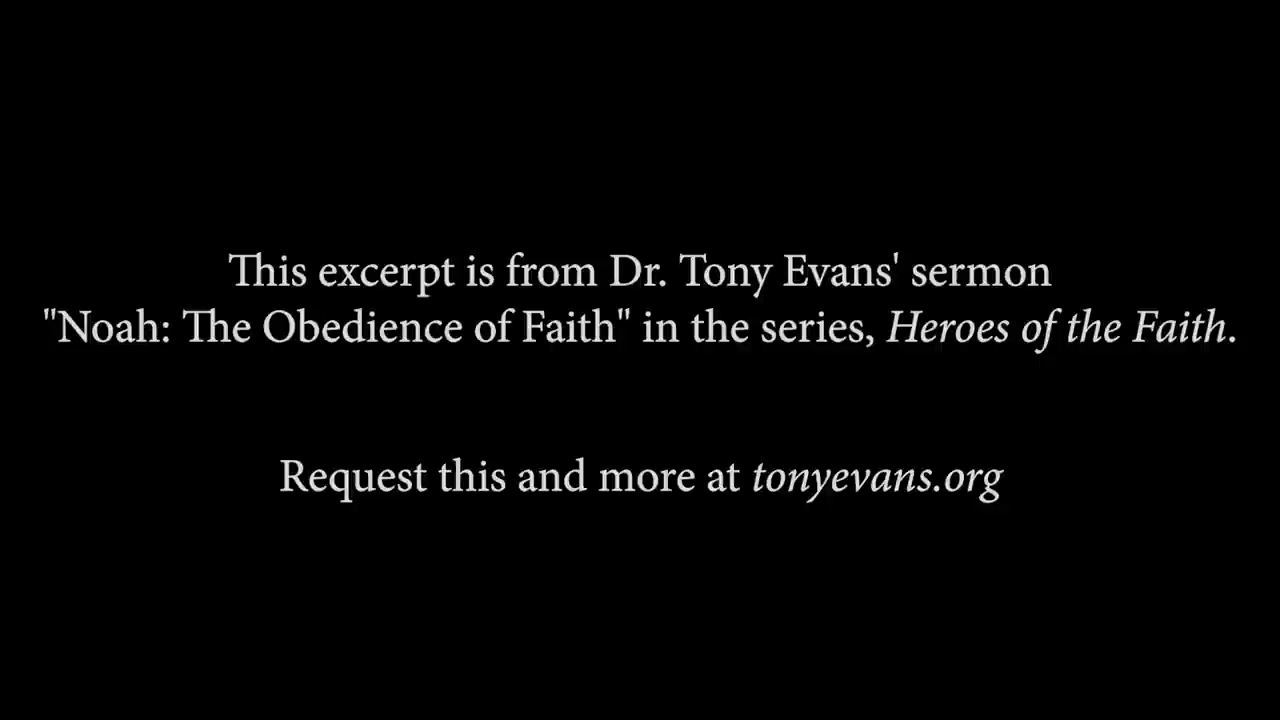 This excerpt is from Dr. Tony Evans' sermon
"Noah: The Obedience of Faith" in the series, Heroes of the Faith.
Request this and more at tonyevans.org